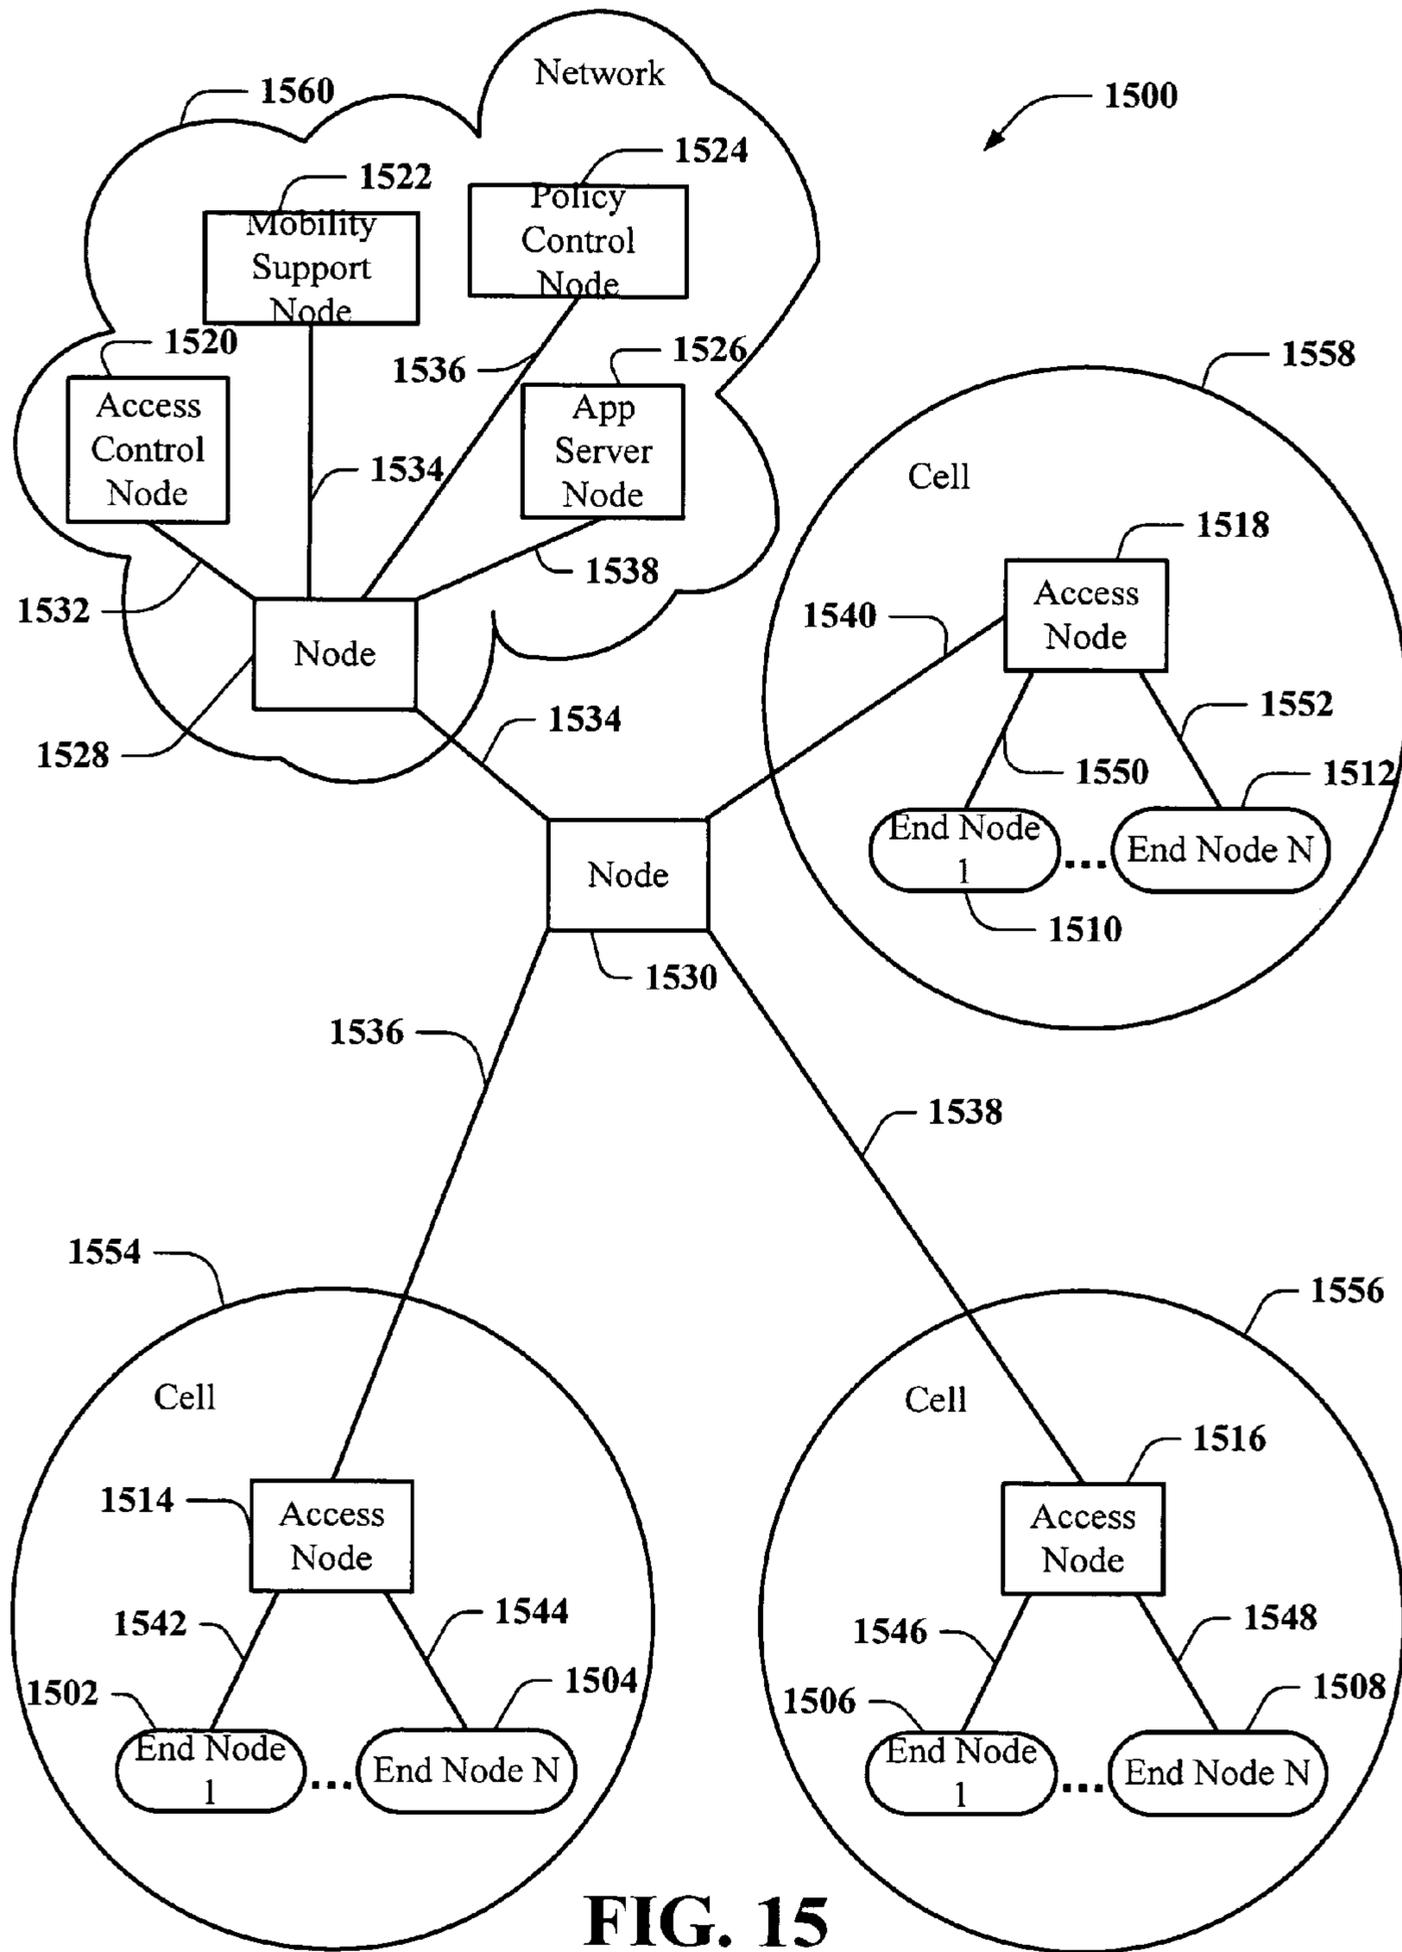 Network
1560
1500
1524
1522
Policy
Control
Node
Mobility
Support
Node
1520
1536
1526
1558
Access
Control
Node
App
Server
Node
Cell
1534
1518
1538
1532
Access
Node
1540
Node
1528
1534
1552
1550
1512
End Node
1
...
End Node N
Node
1510
1530
1536
1538
1554
1556
Cell
Cell
1516
1514
Access
Node
Access
Node
1542
1544
1546
1548
1502
1504
1506
1508
End Node
1
...
End Node N
End Node
1
...
End Node N
FIG. 15